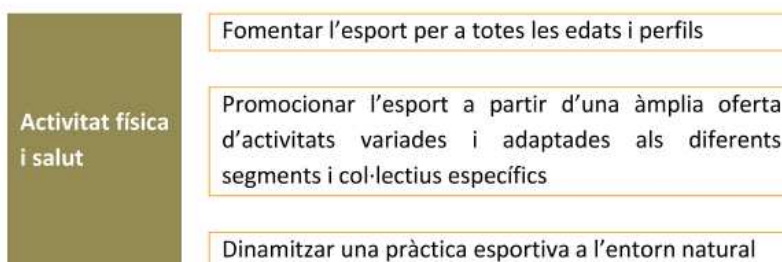 Activitat física
i salut
Fomentar l’esport per a totes les edats i perfils
Promocionar l’esport a partir d’una àmplia oferta
d’activitats variades i adaptades als diferents
segments i col·lectius específics
Dinamitzar una pràctica esportiva a l’entorn natural